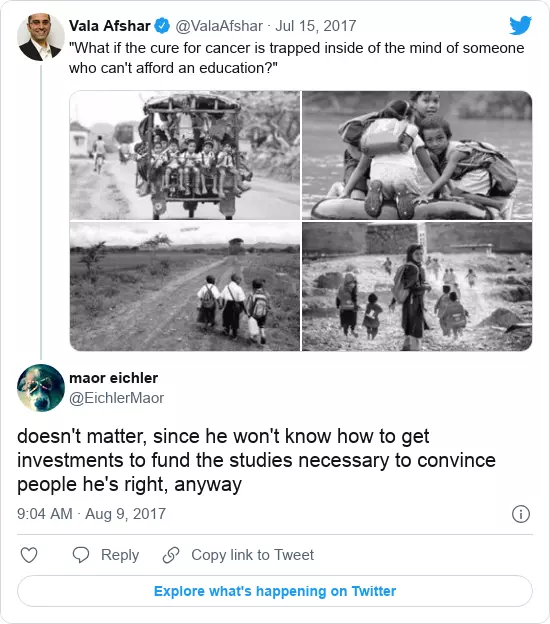 Vala Afshar @ValaAfshar · Jul 15, 2017
"What if the cure for cancer is trapped inside of the mind of someone
who can't afford an education?"
maor eichler
@EichlerMaor
doesn't matter, since he won't know how to get
investments to fund the studies necessary to convince
people he's right, anyway
9:04 AM · Aug 9, 2017
Reply Copy link to Tweet
Explore what's happening on Twitter